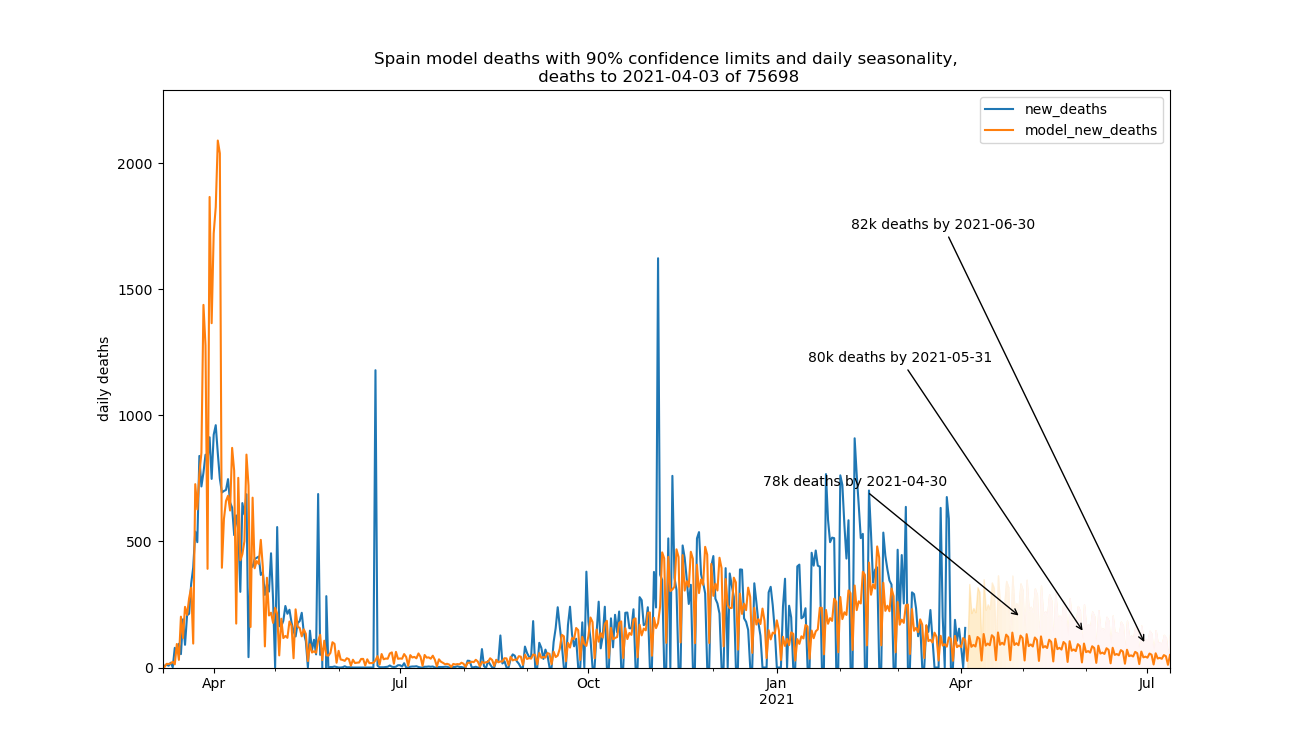 Spain model deaths with 90% confidence limits and daily seasonality,
deaths to 2021-04-03 of 75698
new_deaths
model_new_deaths
2000
1500
1000
500
0
daily deaths
82k deaths by 2021-06-30
80k deaths by 2021-05-31
78k deaths by 2021-04-30
Apr
Jul
Oct
Jan
2021
Apr
Jul